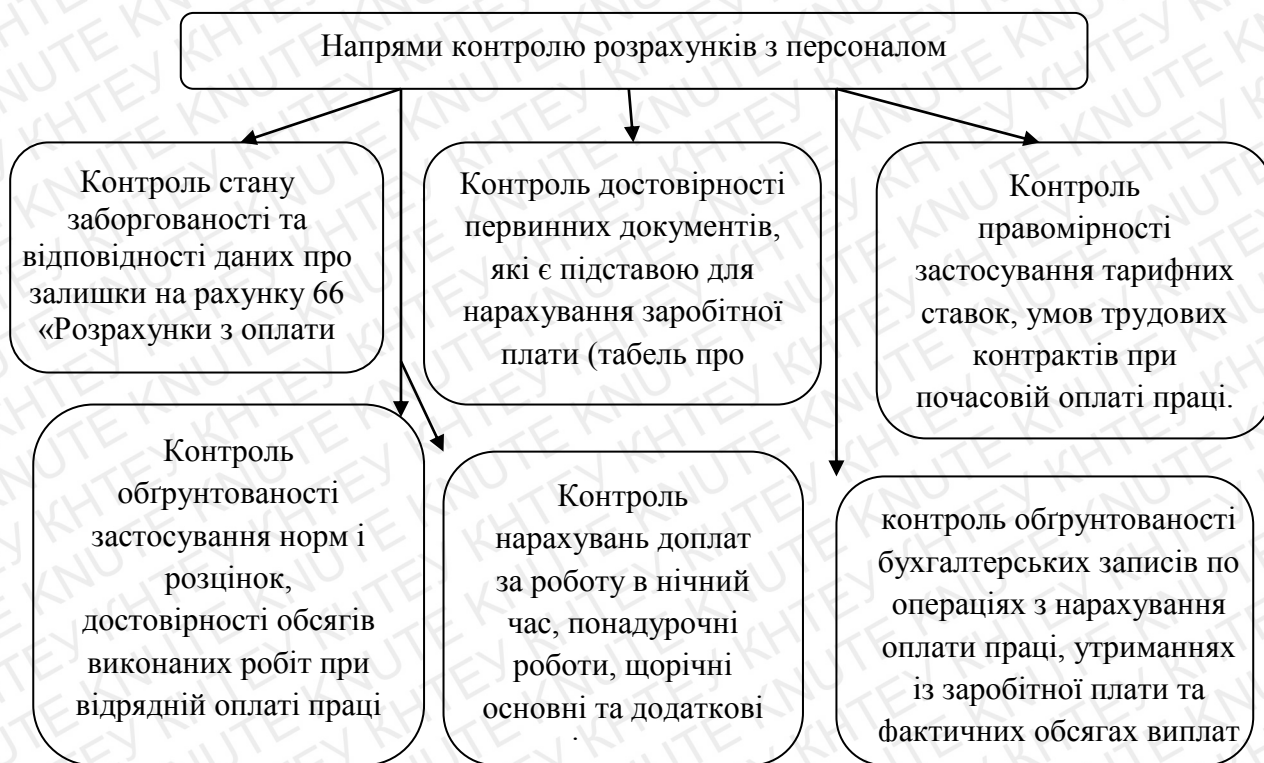 Напрями контролю розрахунків з персоналом
Контроль стану
заборгованості та
відповідності даних про
залишки на рахунку 66
«Розрахунки з оплати
Контроль достовірності
первинних документів,
які є підставою для
нарахування заробітної
плати (табель про
Контроль
правомірності
застосування тарифних
ставок, умов трудових
контрактів при
почасовій оплаті праці.
Контроль
обґрунтованості
застосування норм і
розцінок,
достовірності обсягів
виконаних робіт при
відрядній оплаті праці
Контроль
нарахувань доплат
за роботу в нічний
час, понадурочні
роботи, щорічні
основні та додаткові
контроль обґрунтованості
бухгалтерських записів по
операціях з нарахування
оплати праці, утриманнях
із заробітної плати та
фактичних обсягах виплат